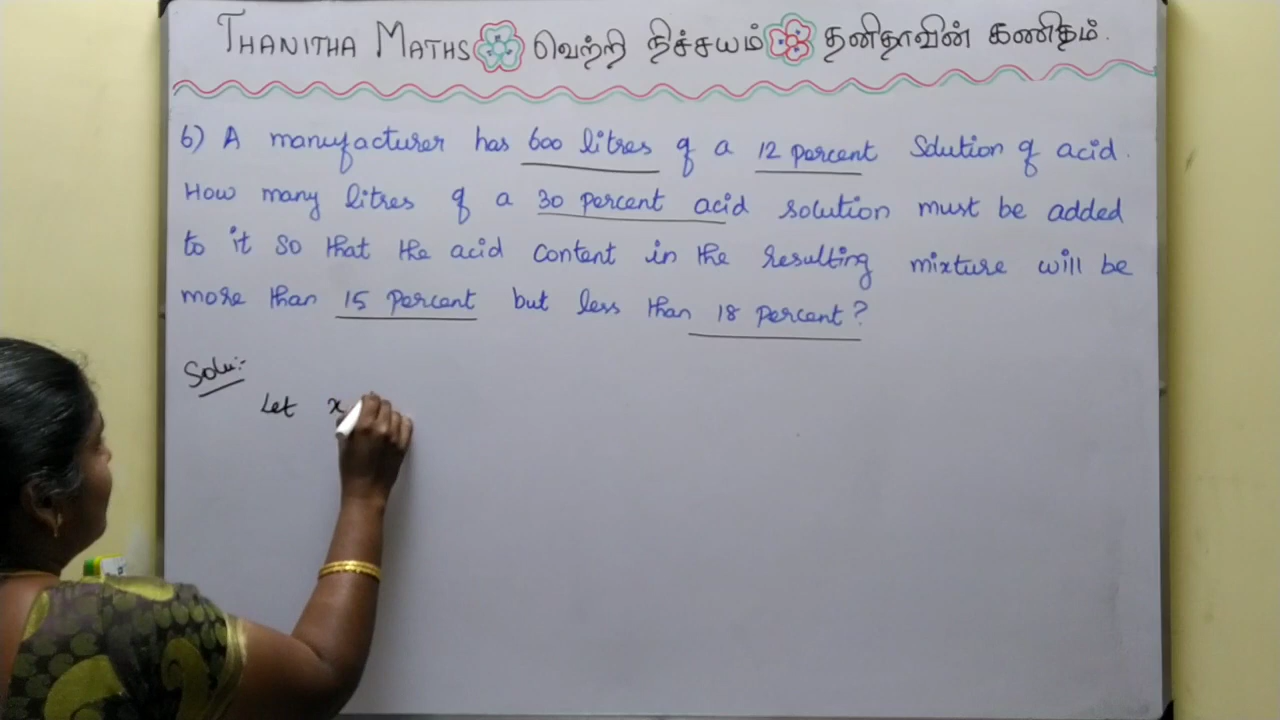 THANITHA MATHS வெற்றி நிச்சயம் தனிதாவின் கணிதம்.
6) A manufacturer has 600 litres of a 12 percent Solution of acid.
How many litres of a 30 percent acid solution must be added
to it so that the acid content in the resulting mixture will be
more than 15 percent but less than 18 percent?
Solu:-
Let x